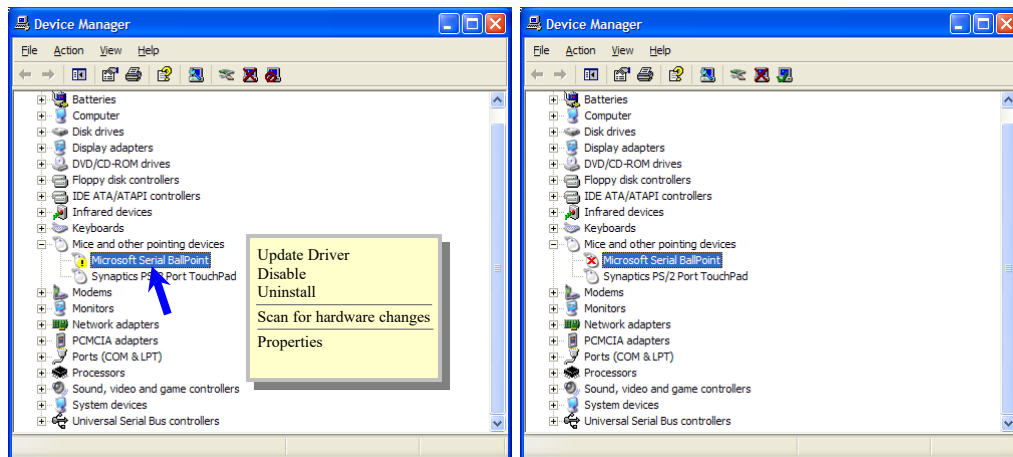 Device Manager
File Action View Help
Batteries
Computer
Disk drives
Display adapters
DVD/CD-ROM drives
Floppy disk controllers
IDE ATA/ATAPI controllers
Infrared devices
Keyboards
Mice and other pointing devices
Microsoft Serial BallPoint
Synaptics PS/2 Port TouchPad
Modems
Monitors
Network adapters
PCMCIA adapters
Ports (COM & LPT)
Processors
Sound, video and game controllers
System devices
Universal Serial Bus controllers
Update Driver
Disable
Uninstall
Scan for hardware changes
Properties
Device Manager
File Action View Help
Batteries
Computer
Disk drives
Display adapters
DVD/CD-ROM drives
Floppy disk controllers
IDE ATA/ATAPI controllers
Infrared devices
Keyboards
Mice and other pointing devices
Microsoft Serial BallPoint
Synaptics PS/2 Port TouchPad
Modems
Monitors
Network adapters
PCMCIA adapters
Ports (COM & LPT)
Processors
Sound, video and game controllers
System devices
Universal Serial Bus controllers